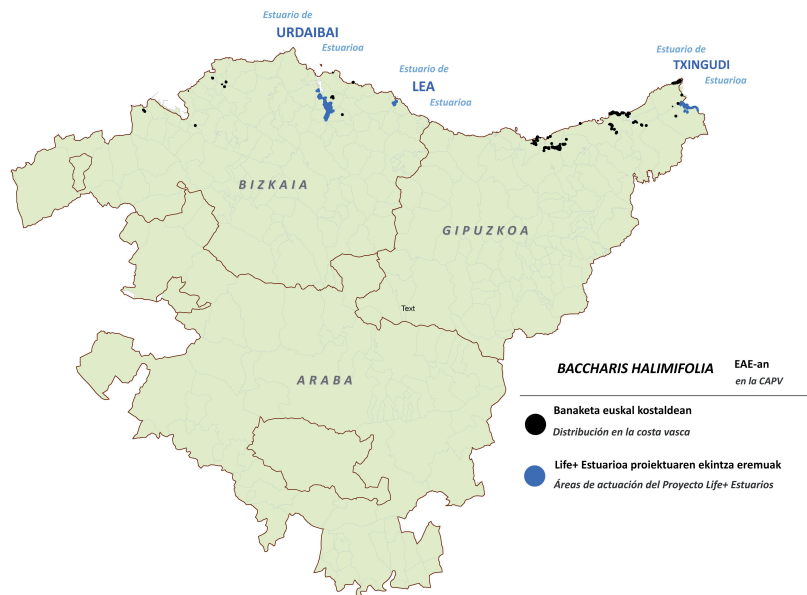 Estuario de
URDAIBAI
Estuarioa
Estuario de
LEA
Estuarioa
Estuario de
TXINGUDI
Estuarioa
BIZKAIA
GIPUZKOA
Text
ARABA
BACCHARIS HALIMIFOLIA EAE-an
en la CAPV
Banaketa euskal kostaldean
Distribución en la costa vasca
Life+ Estuarioa proiektuaren ekintza eremuak
Áreas de actuación del Proyecto Life+ Estuarios